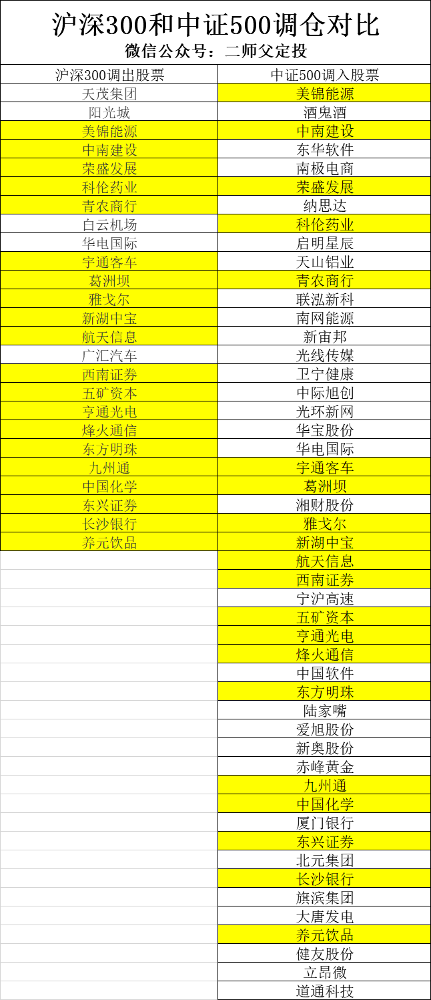 沪深300和中证500调仓对比
微信公众号：二师父定投
沪深300调出股票 中证500调入股票
天茂集团 美锦能源
阳光城 酒鬼酒
美锦能源 中南建设
中南建设 东华软件
荣盛发展 南极电商
科伦药业 荣盛发展
青农商行 纳思达
白云机场 科伦药业
华电国际 启明星辰
宇通客车 天山铝业
葛洲坝 青农商行
雅戈尔 联泓新科
新湖中宝 南网能源
航天信息 新宙邦
广汇汽车 光线传媒
西南证券 卫宁健康
五矿资本 中际旭创
亨通光电 光环新网
烽火通信 华宝股份
东方明珠 华电国际
九州通 宇通客车
中国化学 葛洲坝
东兴证券 湘财股份
长沙银行 雅戈尔
养元饮品 新湖中宝
航天信息
西南证券
宁沪高速
五矿资本
亨通光电
烽火通信
中国软件
东方明珠
陆家嘴
爱旭股份
新奥股份
赤峰黄金
九州通
中国化学
厦门银行
东兴证券
北元集团
长沙银行
旗滨集团
大唐发电
养元饮品
健友股份
立昂微
道通科技